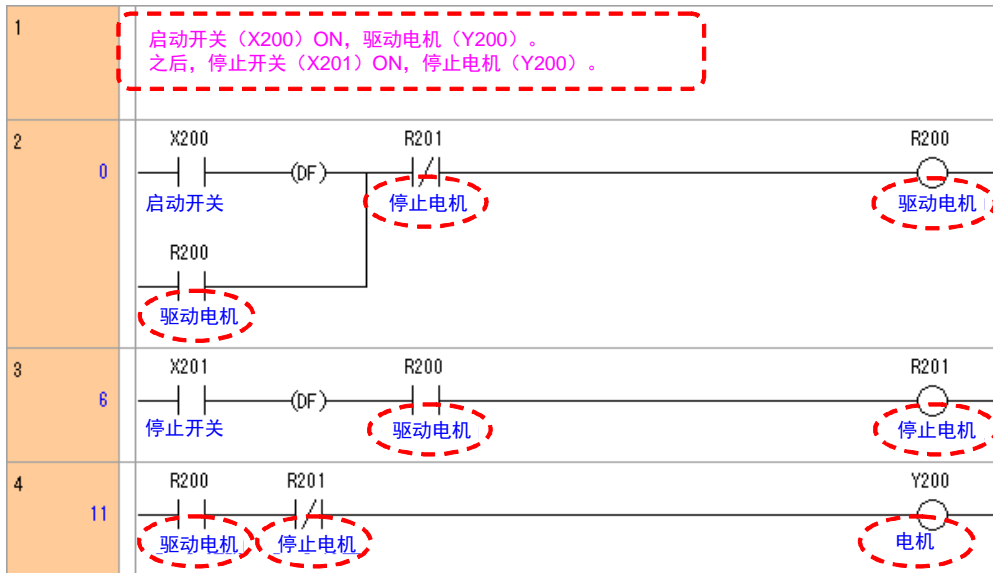 1
启动开关（X200）ON，驱动电机（Y200）。
之后，停止开关（X201）ON，停止电机（Y200）。
2
X200
R201
R200
0
(DF)
启动开关
停止电机
驱动电机
R200
驱动电机
3
X201
R200
R201
6
(DF)
停止开关
驱动电机
停止电机
4
R200
R201
Y200
11
驱动电机
停止电机
电机